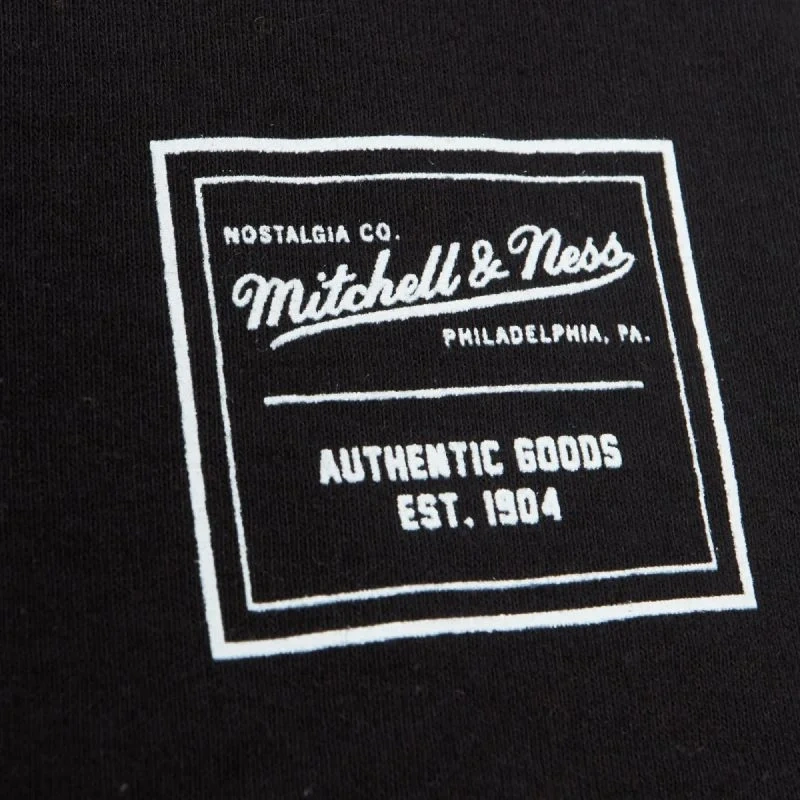 NOSTALGIA CO.
Mitchell & Ness
PHILADELPHIA, PA.
AUTHENTIC GOODS
EST. 1904